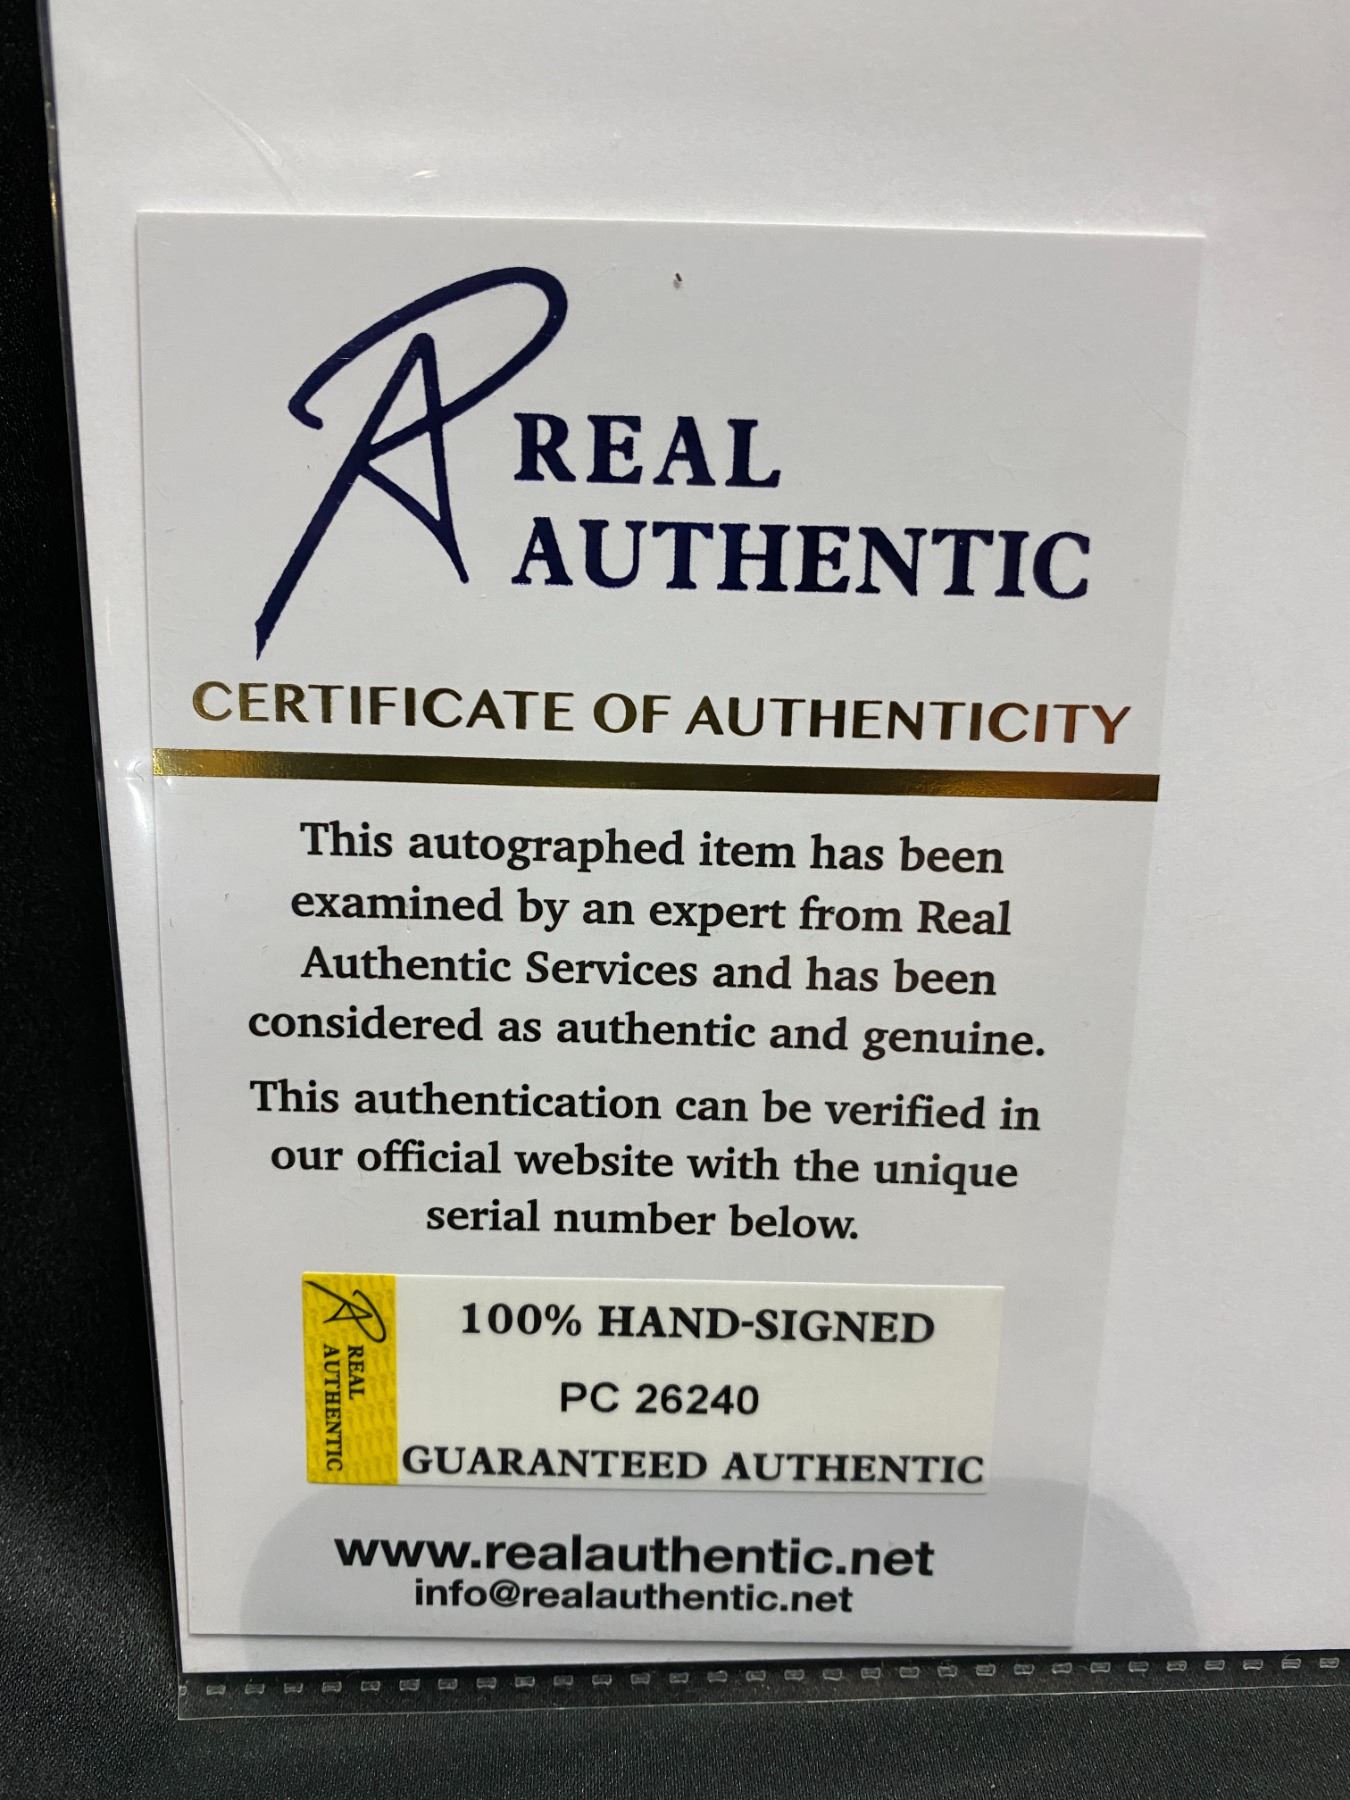 REAL
AUTHENTIC
CERTIFICATE OF AUTHENTICITY
This autographed item has been
examined by an expert from Real
Authentic Services and has been
considered as authentic and genuine.
This authentication can be verified in
our official website with the unique
serial number below.
REAL
AUTHENTIC
100% HAND-SIGNED
PC 26240
GUARANTEED AUTHENTIC
www.realauthentic.net
info@realauthentic.net